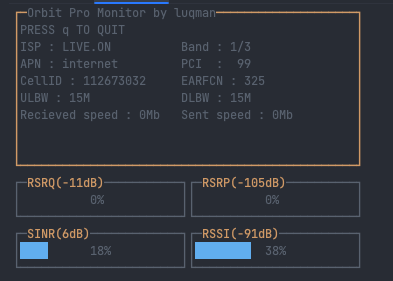 Orbit Pro Monitor by luqman
PRESS q TO QUIT
ISP : LIVE.ON Band : 1/3
APN : internet PCI : 99
CellID : 112673032 EARFCN : 325
ULBW : 15M DLBW : 15M
Recieved speed : 0Mb Sent speed : 0Mb
RSRQ(-11dB) RSRP(-105dB)
0% 0%
SINR(6dB) RSSI(-91dB)
18% 38%